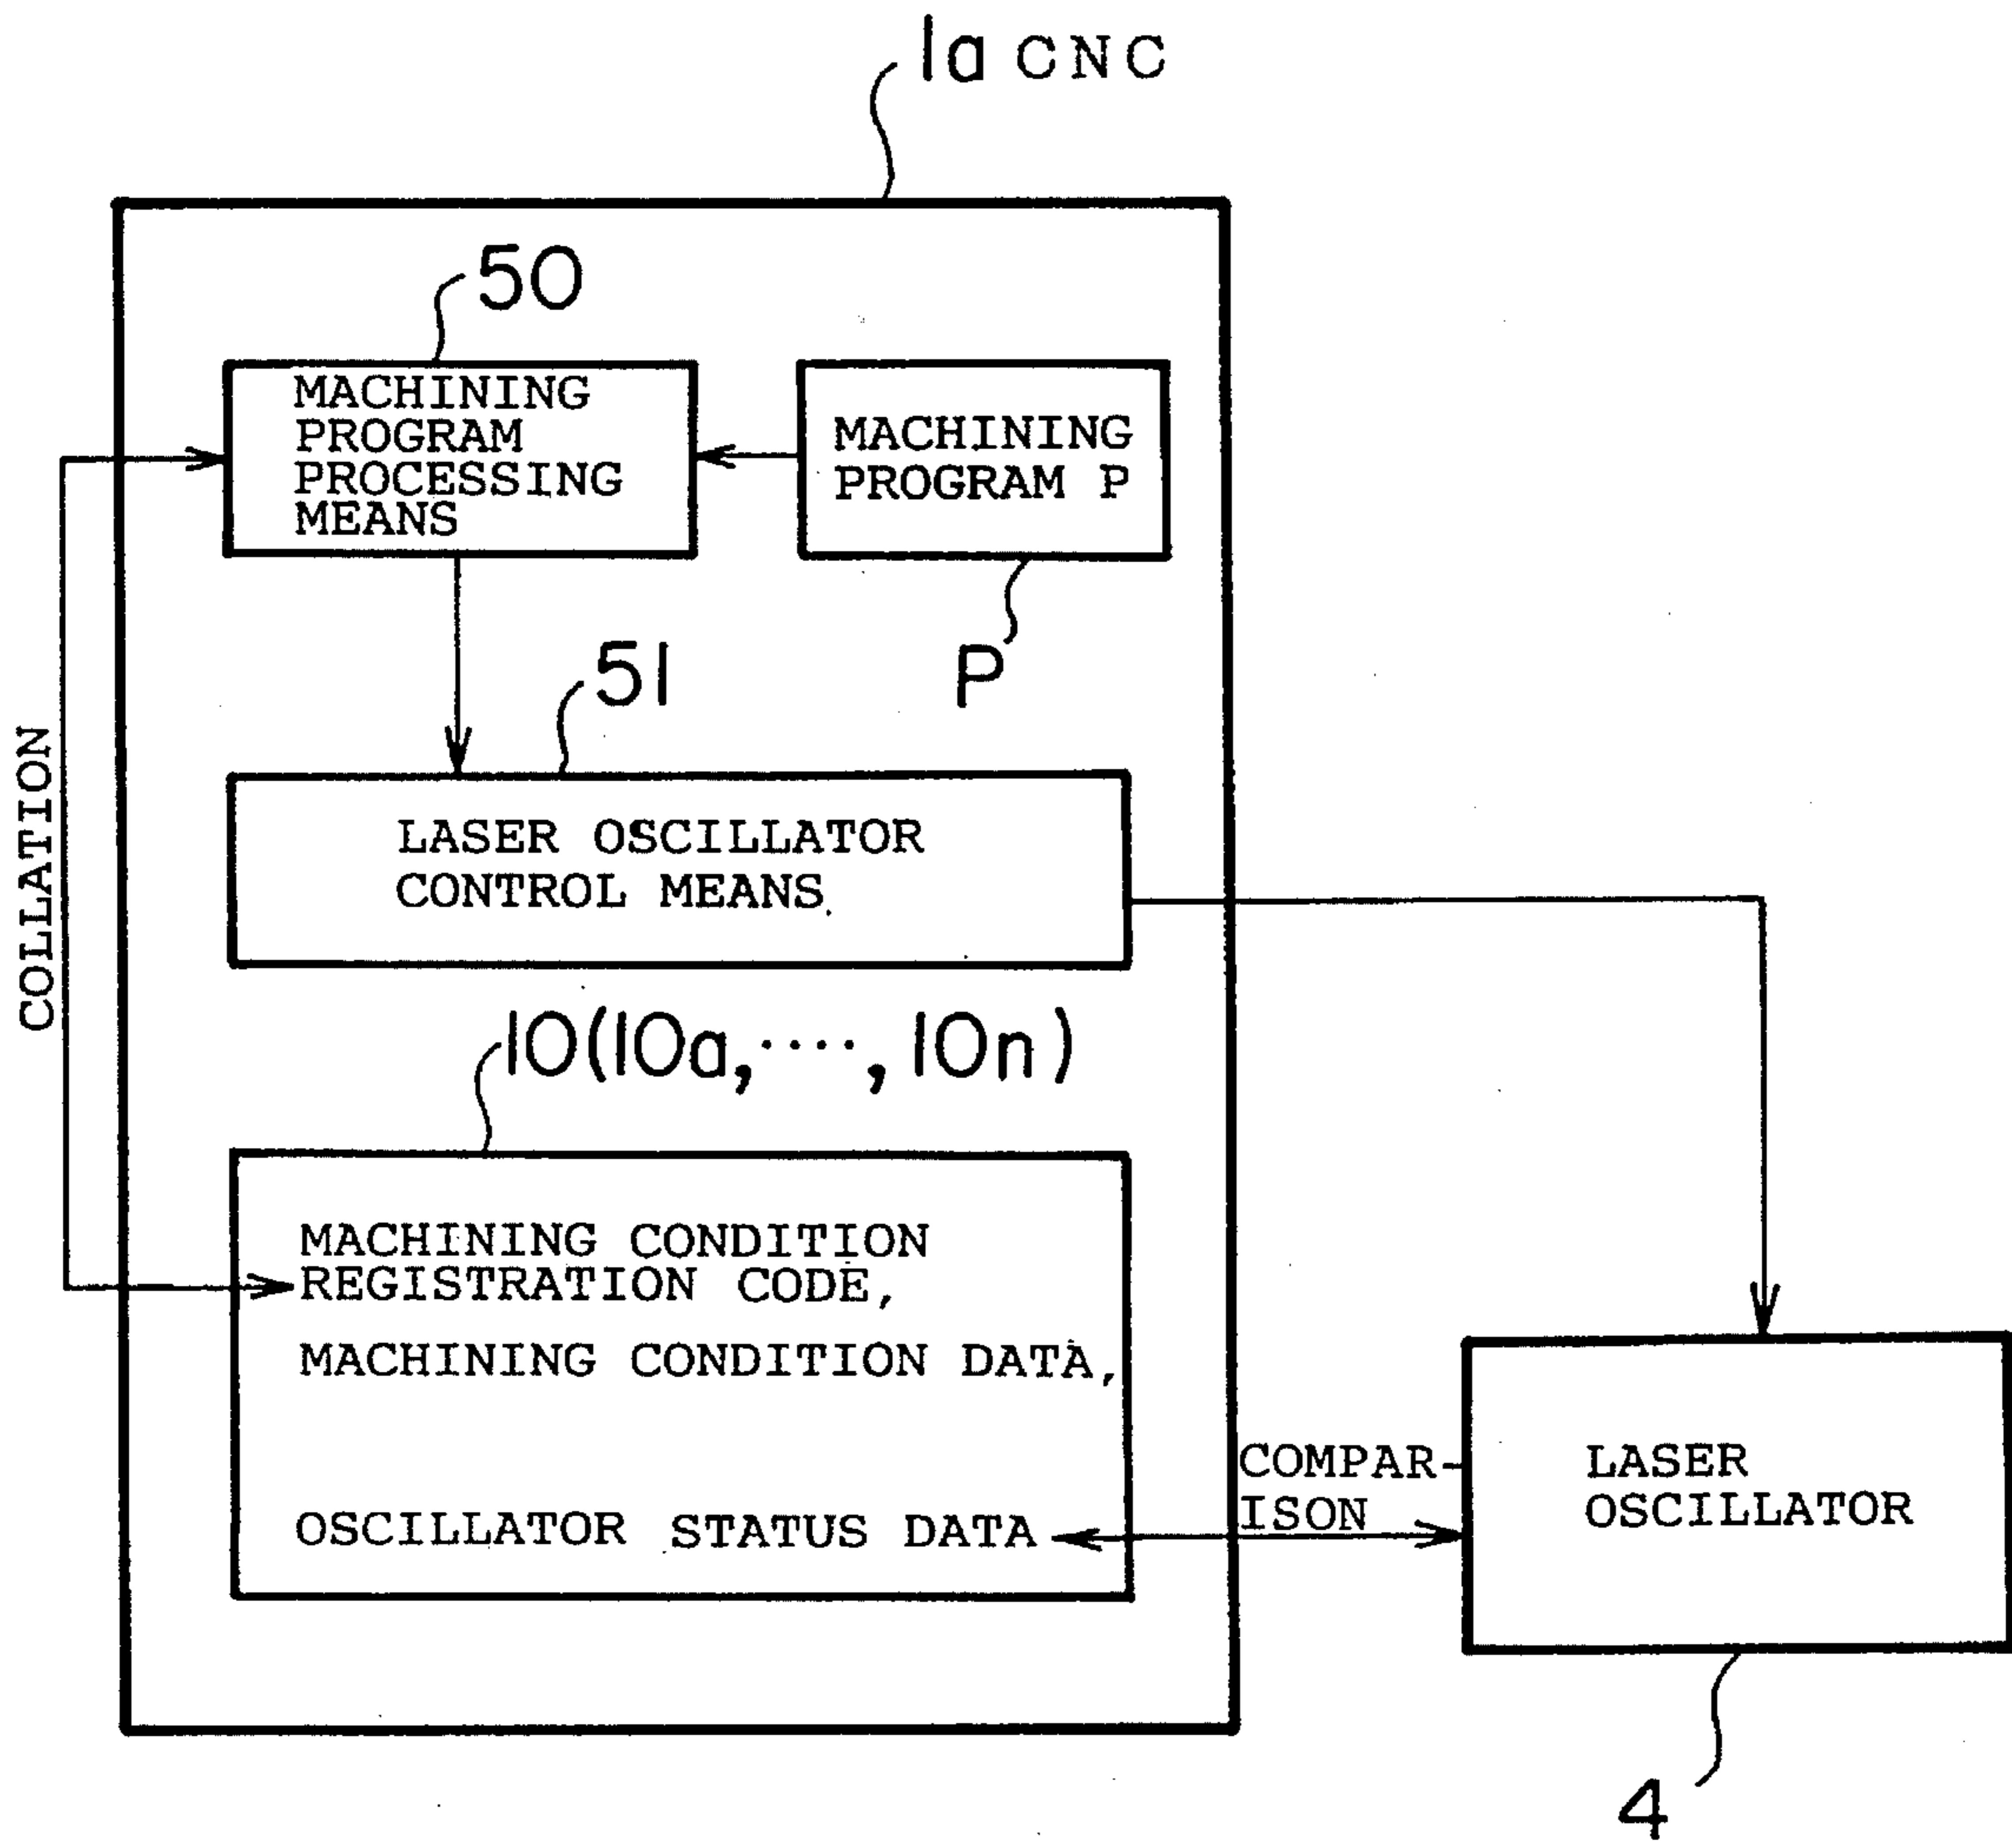 1a CNC
50
MACHINING
PROGRAM
PROCESSING
MEANS
MACHINING
PROGRAM P
P
51
LASER OSCILLATOR
CONTROL MEANS
COLLATION
10(10a,····,10n)
MACHINING CONDITION
REGISTRATION CODE,
MACHINING CONDITION DATA,
OSCILLATOR STATUS DATA
COMPAR-
ISON
LASER
OSCILLATOR
4